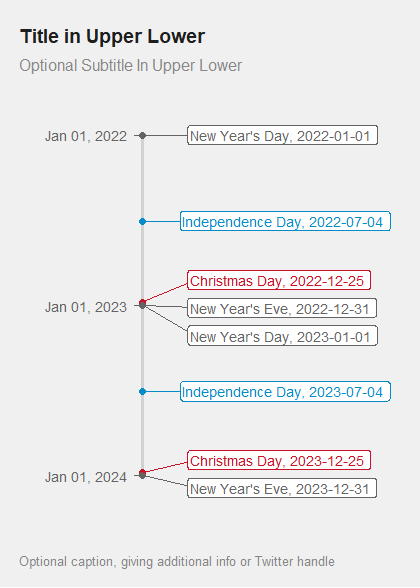 Title in Upper Lower
Optional Subtitle In Upper Lower
Jan 01, 2022
New Year's Day, 2022-01-01
Independence Day, 2022-07-04
Christmas Day, 2022-12-25
Jan 01, 2023
New Year's Eve, 2022-12-31
New Year's Day, 2023-01-01
Independence Day, 2023-07-04
Christmas Day, 2023-12-25
Jan 01, 2024
New Year's Eve, 2023-12-31
Optional caption, giving additional info or Twitter handle